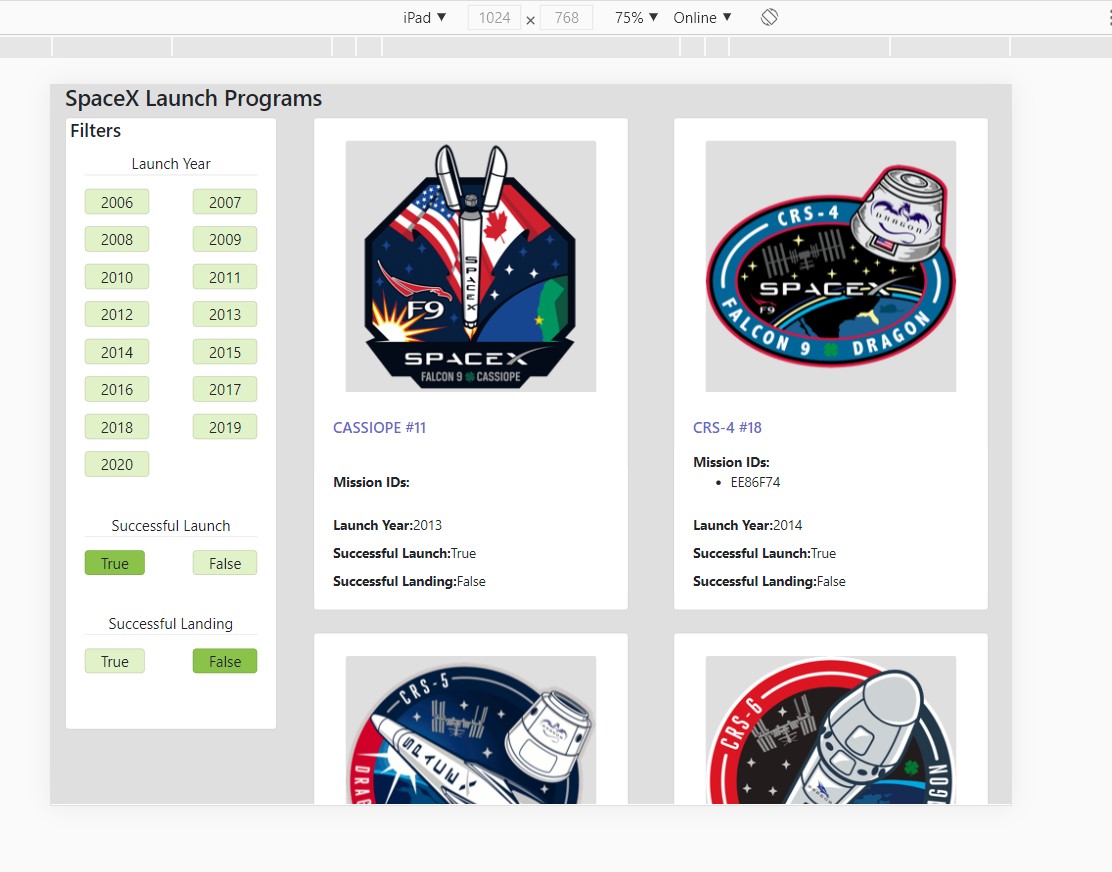 iPad ▼ 1024 × 768 75% ▼ Online ▼
SpaceX Launch Programs
Filters
Launch Year
2006 2007
2008 2009
2010 2011
2012 2013
2014 2015
2016 2017
2018 2019
2020
Successful Launch
True False
Successful Landing
True False
SPACEX
F9
SPACEX
FALCON 9 CASSIOPE
CASSIOPE #11
Mission IDs:
Launch Year:2013
Successful Launch:True
Successful Landing:False
CRS-4
DRAGON
SPACEX
F9
FALCON 9 DRAGON
CRS-4 #18
Mission IDs:
• EE86F74
Launch Year:2014
Successful Launch:True
Successful Landing:False
CRS-5
DRAGON
SPACEX
DRAG
CRS-6
AGON